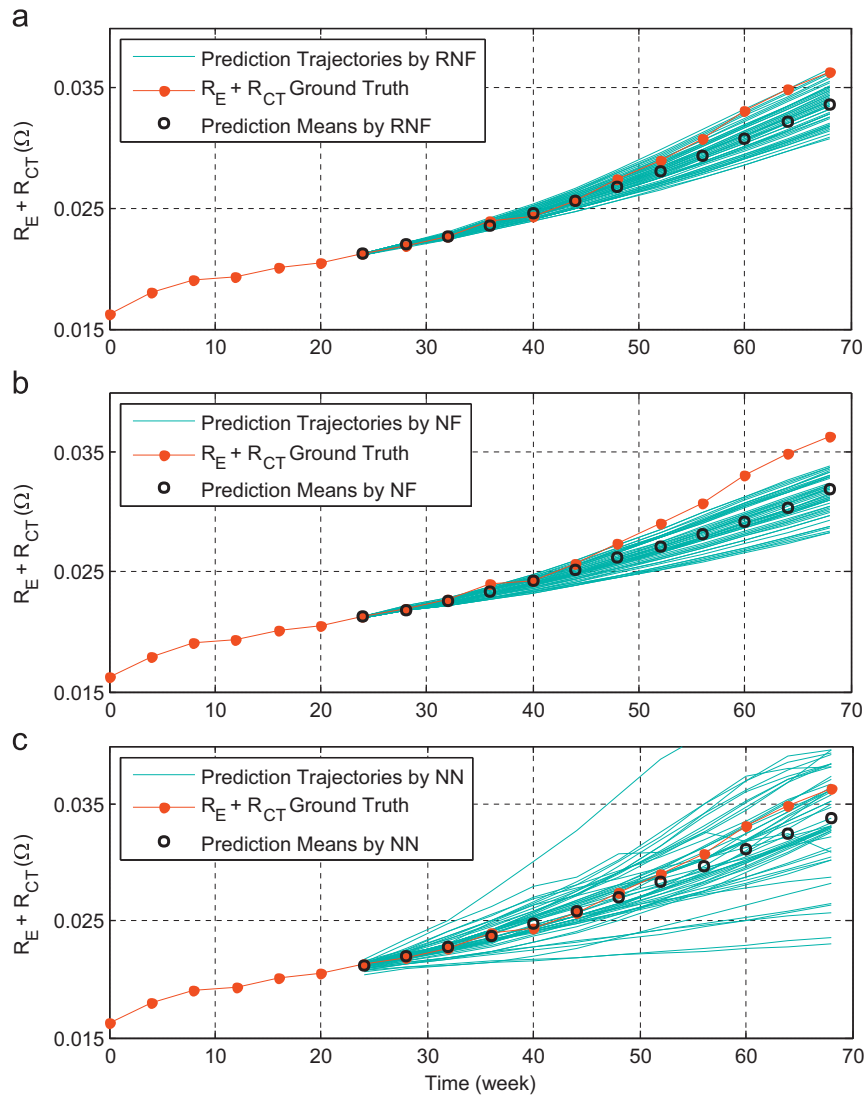 a
Prediction Trajectories by RNF
R_E + R_CT Ground Truth
Prediction Means by RNF
R_E + R_CT (Ω)
0.035
0.025
0.015
0 10 20 30 40 50 60 70
b
Prediction Trajectories by NF
R_E + R_CT Ground Truth
Prediction Means by NF
R_E + R_CT (Ω)
0.035
0.025
0.015
0 10 20 30 40 50 60 70
c
Prediction Trajectories by NN
R_E + R_CT Ground Truth
Prediction Means by NN
R_E + R_CT (Ω)
0.035
0.025
0.015
0 10 20 30 40 50 60 70
Time (week)